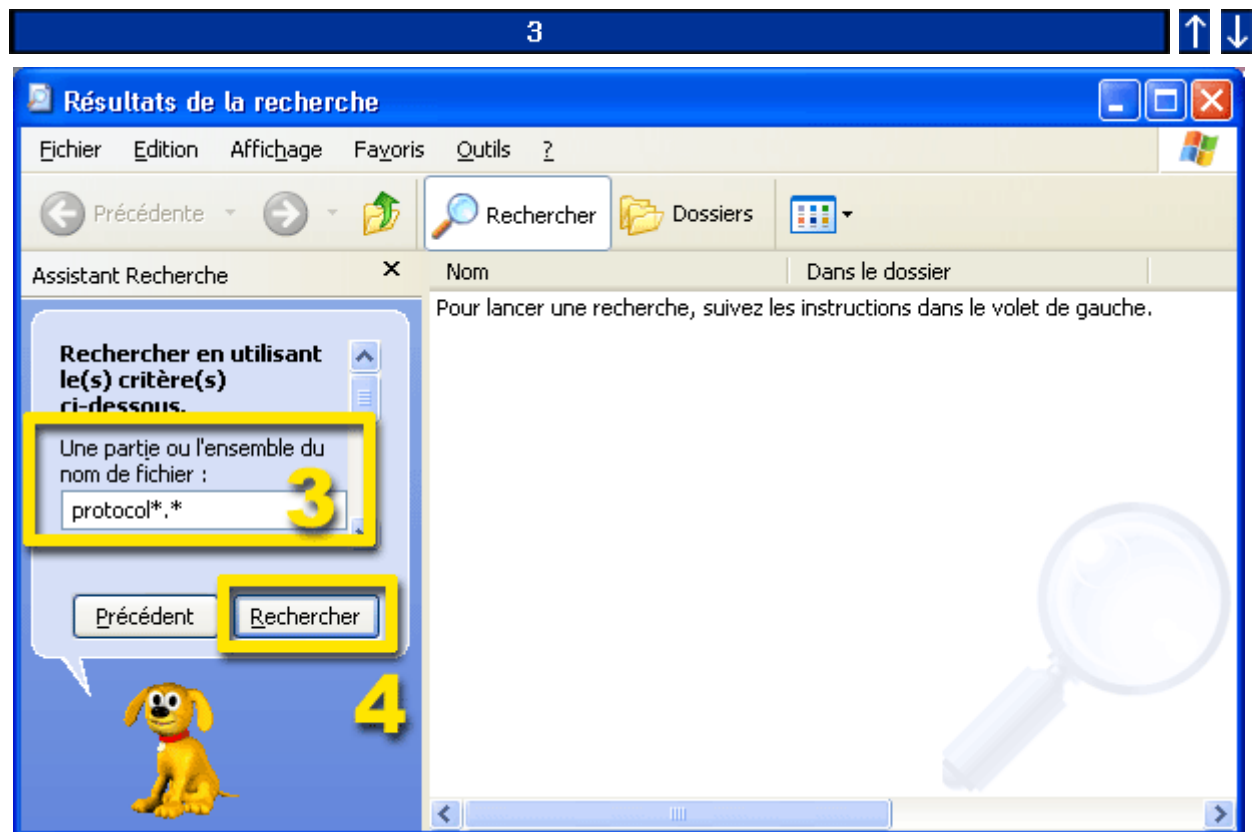 3
Résultats de la recherche
Fichier Edition Affichage Favoris Outils ?
Précédente Rechercher Dossiers
Assistant Recherche
Nom Dans le dossier
Pour lancer une recherche, suivez les instructions dans le volet de gauche.
Rechercher en utilisant
le(s) critère(s)
ci-dessous.
Une partie ou l'ensemble du
nom de fichier :
protocol*.*
3
Précédent Rechercher
4